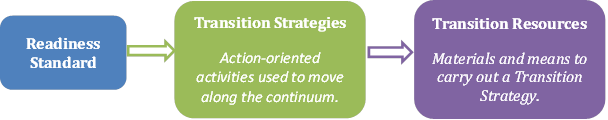 Readiness
Standard
Transition Strategies
Action-oriented
activities used to move
along the continuum.
Transition Resources
Materials and means to
carry out a Transition
Strategy.